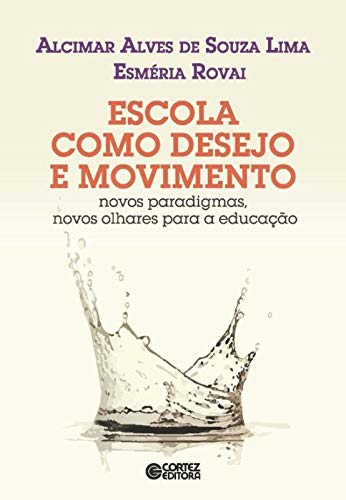 ALCIMAR ALVES DE SOUZA LIMA
ESMÉRIA ROVAI
ESCOLA
COMO DESEJO
E MOVIMENTO
novos paradigmas,
novos olhares para a educação
CORTEZ
EDITORA